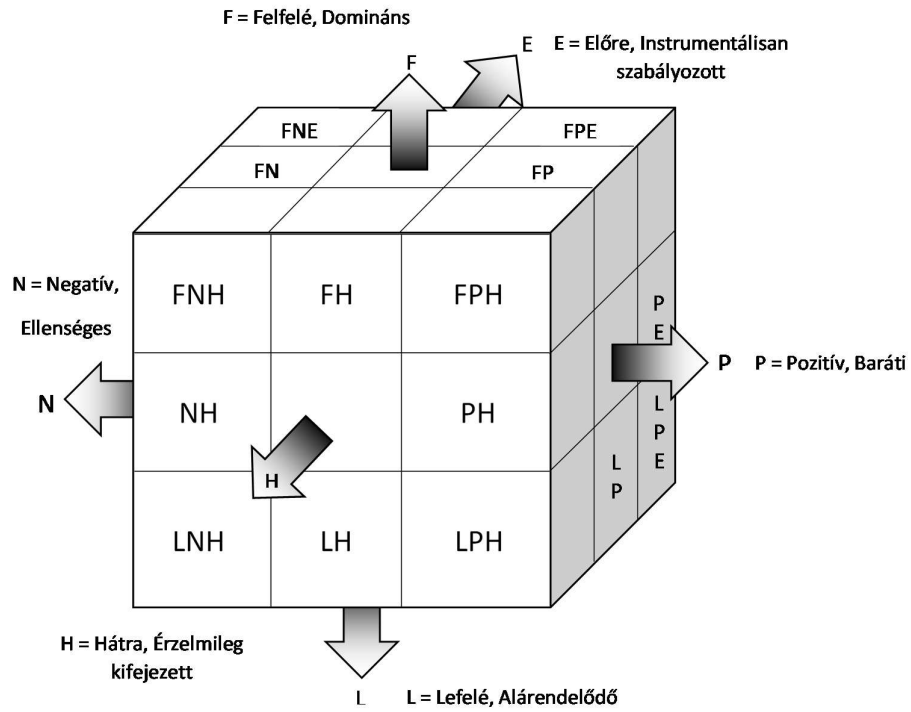 F = Felfelé, Domináns
E
E = Előre, Instrumentálisan
szabályozott
F
FNE
FPE
FN
FP
N = Negatív,
Ellenséges
FNH
FH
FPH
P
E
P
P = Pozitív, Baráti
N
NH
PH
L
P
E
H
L
P
LNH
LH
LPH
H = Hátra, Érzelmileg
kifejezett
L
L = Lefelé, Alárendelődő